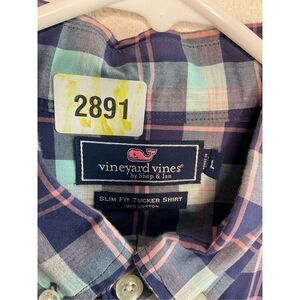 2891
vineyard vines®
by Shep & Ian
SLIM FIT TUCKER SHIRT
100% COTTON